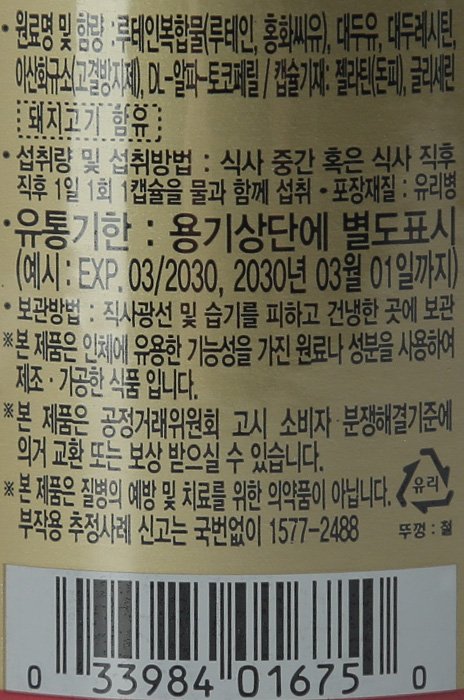 • 원료명 및 함량 : 루테인복합물(루테인, 홍화씨유), 대두유, 대두레시틴,
이산화규소(고결방지제), DL-알파-토코페릴 / 캡슐기재: 젤라틴(돈피), 글리세린
돼지고기 함유
• 섭취량 및 섭취방법 : 식사 중간 혹은 식사 직후
직후 1일 1회 1캡슐을 물과 함께 섭취 • 포장재질 : 유리병
• 유통기한 : 용기상단에 별도표시
(예시 : EXP. 03/2030, 2030년 03월 01일까지)
• 보관방법 : 직사광선 및 습기를 피하고 건냉한 곳에 보관
※본 제품은 인체에 유용한 기능성을 가진 원료나 성분을 사용하여
제조·가공한 식품 입니다.
※본 제품은 공정거래위원회 고시 소비자·분쟁해결기준에
의거 교환 또는 보상 받으실 수 있습니다.
※본 제품은 질병의 예방 및 치료를 위한 의약품이 아닙니다.
유리
부작용 추정사례 신고는 국번없이 1577-2488
뚜껑 : 철
0 33984 01675 0